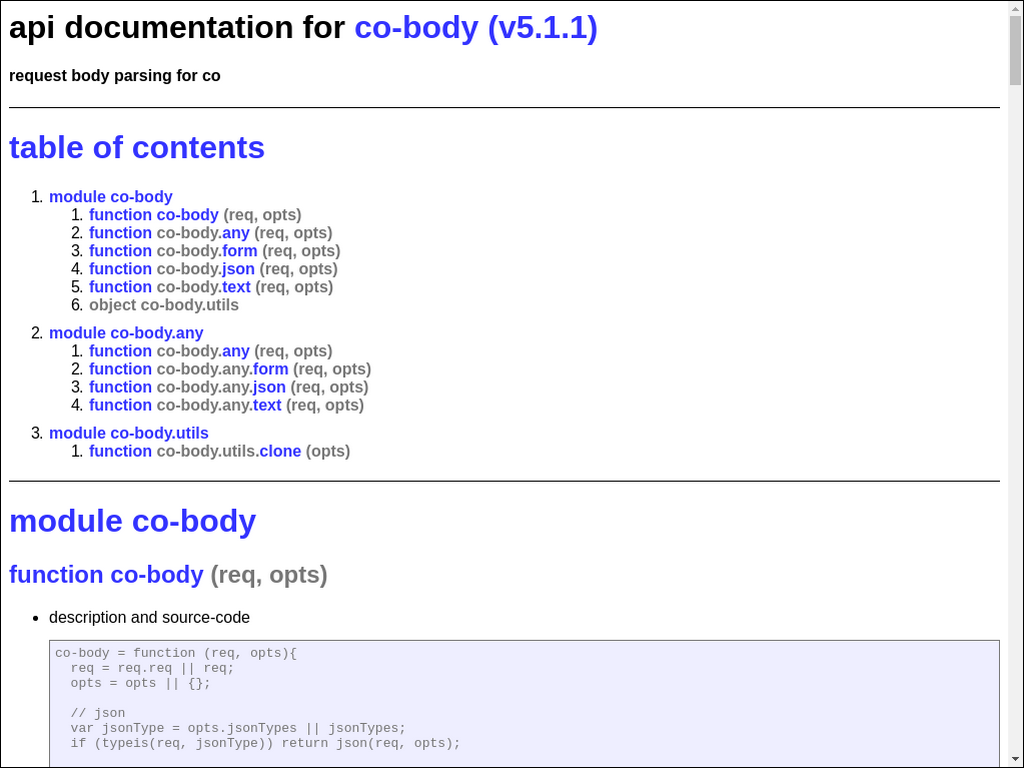 api documentation for co-body (v5.1.1)
request body parsing for co
table of contents
1. module co-body
1. function co-body (req, opts)
2. function co-body.any (req, opts)
3. function co-body.form (req, opts)
4. function co-body.json (req, opts)
5. function co-body.text (req, opts)
6. object co-body.utils
2. module co-body.any
1. function co-body.any (req, opts)
2. function co-body.any.form (req, opts)
3. function co-body.any.json (req, opts)
4. function co-body.any.text (req, opts)
3. module co-body.utils
1. function co-body.utils.clone (opts)
module co-body
function co-body (req, opts)
• description and source-code
co-body = function (req, opts){
  req = req.req || req;
  opts = opts || {};
  // json
  var jsonType = opts.jsonTypes || jsonTypes;
  if (typeis(req, jsonType)) return json(req, opts);